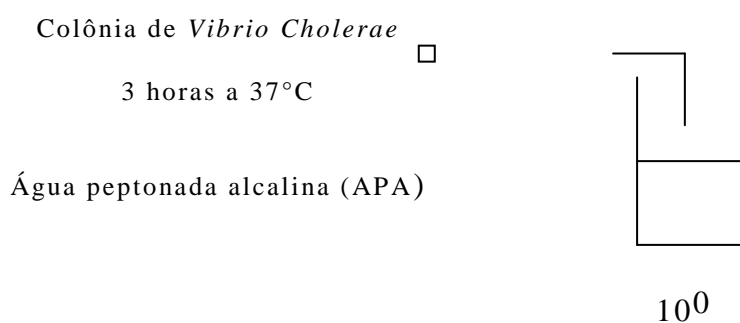 Colônia de Vibrio Cholerae
3 horas a 37°C
Água peptonada alcalina (APA)
10⁰